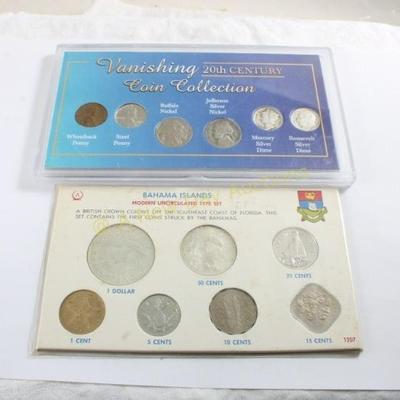 Vanishing 20th CENTURY
Coin Collection
Buffalo
Nickel
Jefferson
Silver
Nickel
Wheatback
Penny
Steel
Penny
Mercury
Silver
Dime
Roosevelt
Silver
Dime
BAHAMA ISLANDS
MODERN UNCIRCULATED TYPE SET
A BRITISH CROWN COLONY OFF THE SOUTHEAST COAST OF FLORIDA. THIS
SET CONTAINS THE FIRST COINS STRUCK BY THE BAHAMAS.
1 DOLLAR
50 CENTS
25 CENTS
1 CENT
5 CENTS
10 CENTS
15 CENTS
1207